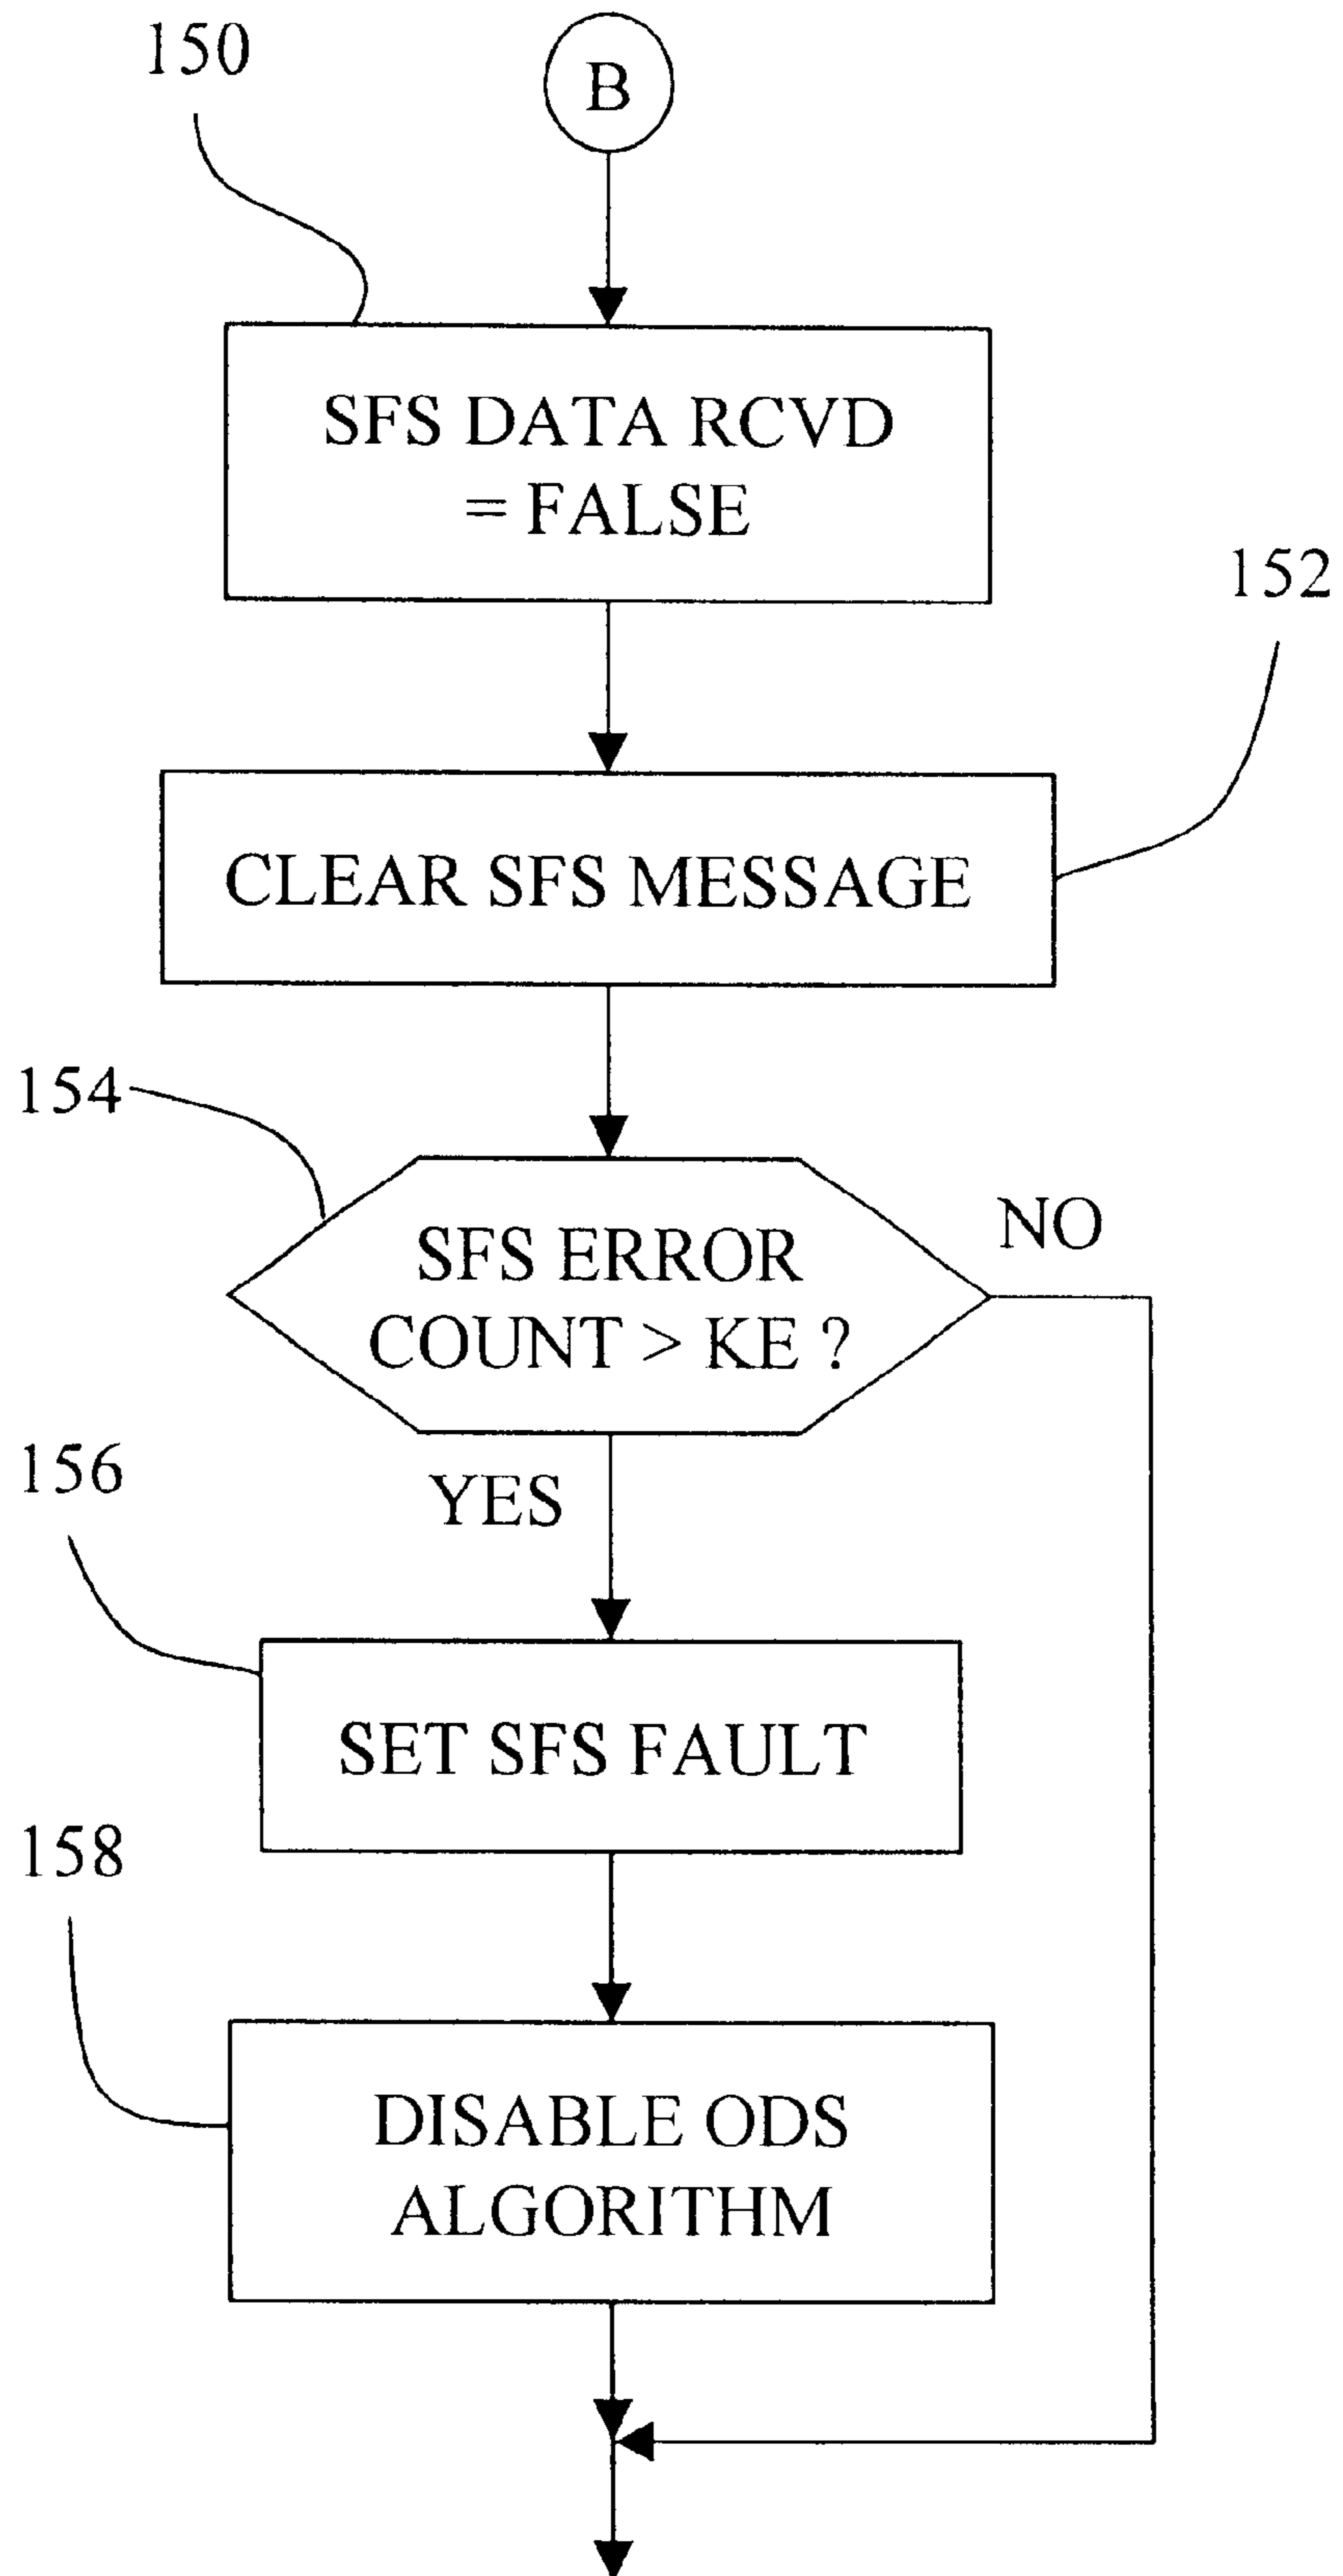 150
B
SFS DATA RCVD
= FALSE
152
CLEAR SFS MESSAGE
154
SFS ERROR
COUNT > KE ?
NO
156
YES
SET SFS FAULT
158
DISABLE ODS
ALGORITHM